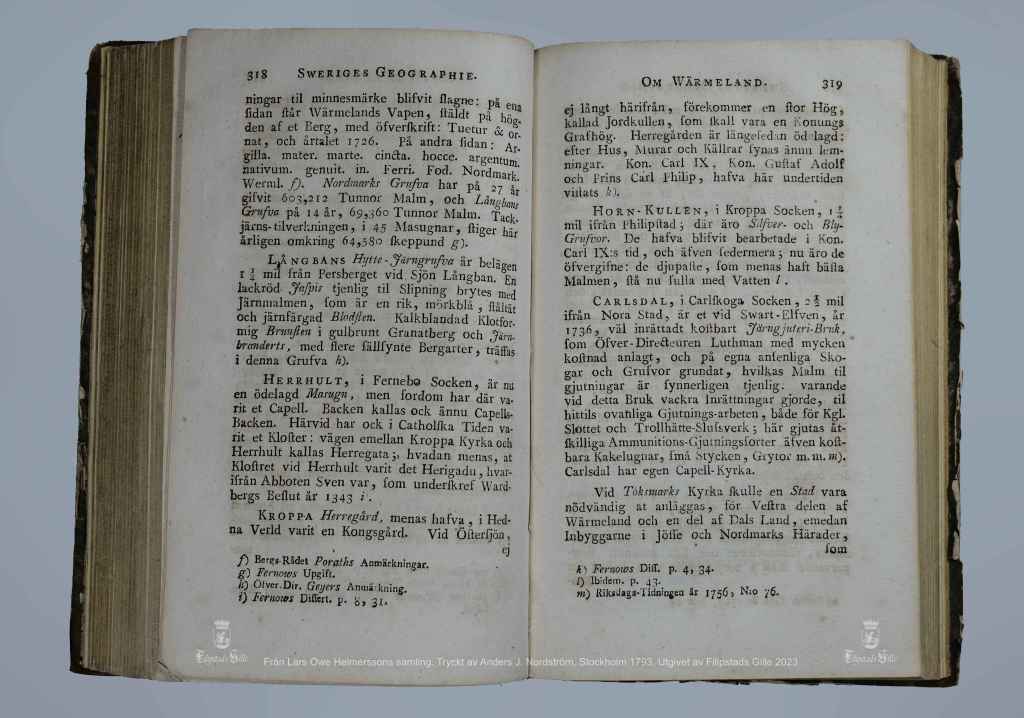 318 SWERIGES GEOGRAPHIE.
ningar til minnesmärke blifvit ſlagne: på ena
ſidan ſtår Wärmelands Vapen, ſtäldt på hög-
den af et Berg, med öfverſkrift: Tuetur & or-
nat, och årtalet 1726. På andra ſidan: Ar-
gilla. mater. marte. cincta. hocce. argentum.
nativum. genuit. in. Ferri. Fod. Nordmark.
Werml. f). Nordmarks Grufva har på 27 år
gifvit 603,212 Tunnor Malm, och Långbans
Grufva på 14 år, 69,360 Tunnor Malm. Tack-
järns-tilverkningen, i 45 Masugnar, ſtiger här
årligen omkring 64,580 ſkeppund g).
LÅNGBANS Hytte-Järngrufva är belägen
1 ½ mil från Persberget vid Sjön Långban. En
lackröd Jaſpis tjenlig til Slipning brytes med
Järnmalmen, ſom är en rik, mörkblå, ſtåltät
och järnfärgad Blodſten. Kalkblandad Klotfor-
mig Brunſten i gulbrunt Granatberg och Järn-
branderts, med flere ſällſynte Bergarter, träffas
i denna Grufva h).
HERRHULT, i Fernebo Socken, är nu
en ödelagd Maſugn, men fordom har där va-
rit et Capell. Backen kallas ock ännu Capells-
Backen. Härvid har ock i Catholſka Tiden va-
rit et Kloſter: vägen emellan Kroppa Kyrka och
Herrhult kallas Herregata;, hvadan menas, at
Kloſtret vid Herrhult varit det Herigadu, hvar-
ifrån Abboten Sven var, ſom underſkref Ward-
bergs Beſlut år 1343 i.
KROPPA Herregård, menas hafva, i Hed-
na Verld varit en Kongsgård. Vid Öſterſjön,
ej
f) Bergs-Rådet Poraths Anmärkningar.
g) Fernows Upgift.
h) Öfver.Dir. Geyers Anmärkning.
i) Fernows Diſſert. p. 8, 31.
OM WÄRMELAND. 319
ej långt härifrån, förekommer en ſtor Hög,
kallad Jordkullen, ſom ſkall vara en Konungs
Grafhög. Herregården är längeſedan ödelagd:
efter Hus, Murar och Källrar ſynas ännu lem-
ningar. Kon. Carl IX, Kon. Guſtaf Adolf
och Prins Carl Philip, hafva här undertiden
viſtats k).
HORN-KULLEN, i Kroppa Socken, 1 ¾
mil ifrån Philipſtad; där äro Silfver- och Bly-
Grufvor. De hafva blifvit bearbetade i Kon.
Carl IX:s tid, och äfven ſedermera; nu äro de
öfvergifne: de djupaſte, ſom menas haft bäſta
Malmen, ſtå nu fulla med Vatten l.
CARLSDAL, i Carlſkoga Socken, 2 ¾ mil
ifrån Nora Stad, är et vid Swart-Elfven, år
1736, väl inrättadt koſtbart Järngjuteri-Bruk,
ſom Öfver-Directeuren Luthman med mycken
koſtnad anlagt, och på egna anſenliga Sko-
gar och Grufvor grundat, hvilkas Malm til
gjutningar är ſynnerligen tjenlig, varande
vid detta Bruk vackra Inrättningar gjorde, til
hittils ovanliga Gjutnings-arbeten, både för Kgl.
Slottet och Trollhätte-Slufsverk; här gjutas åt-
ſkilliga Ammunitions-Gjutningsſorter äfven koſt-
bara Kakelugnar, ſmå Stycken, Grytor m.m. m).
Carlsdal har egen Capell-Kyrka.
Vid Töksmarks Kyrka ſkulle en Stad vara
nödvändig at anläggas, för Veſtra delen af
Wärmeland och en del af Dals Land, emedan
Inbyggarne i Jöſſe och Nordmarks Härader,
ſom
k) Fernows Diſſ. p. 4, 34.
l) Ibidem. p. 43.
m) Riksdags-Tidningen år 1756, N:o 76.
Filipstads Gille
Från Lars Owe Helmerssons samling. Tryckt av Anders J. Nordström, Stockholm 1793. Utgivet av Filipstads Gille 2023
Filipstads Gille